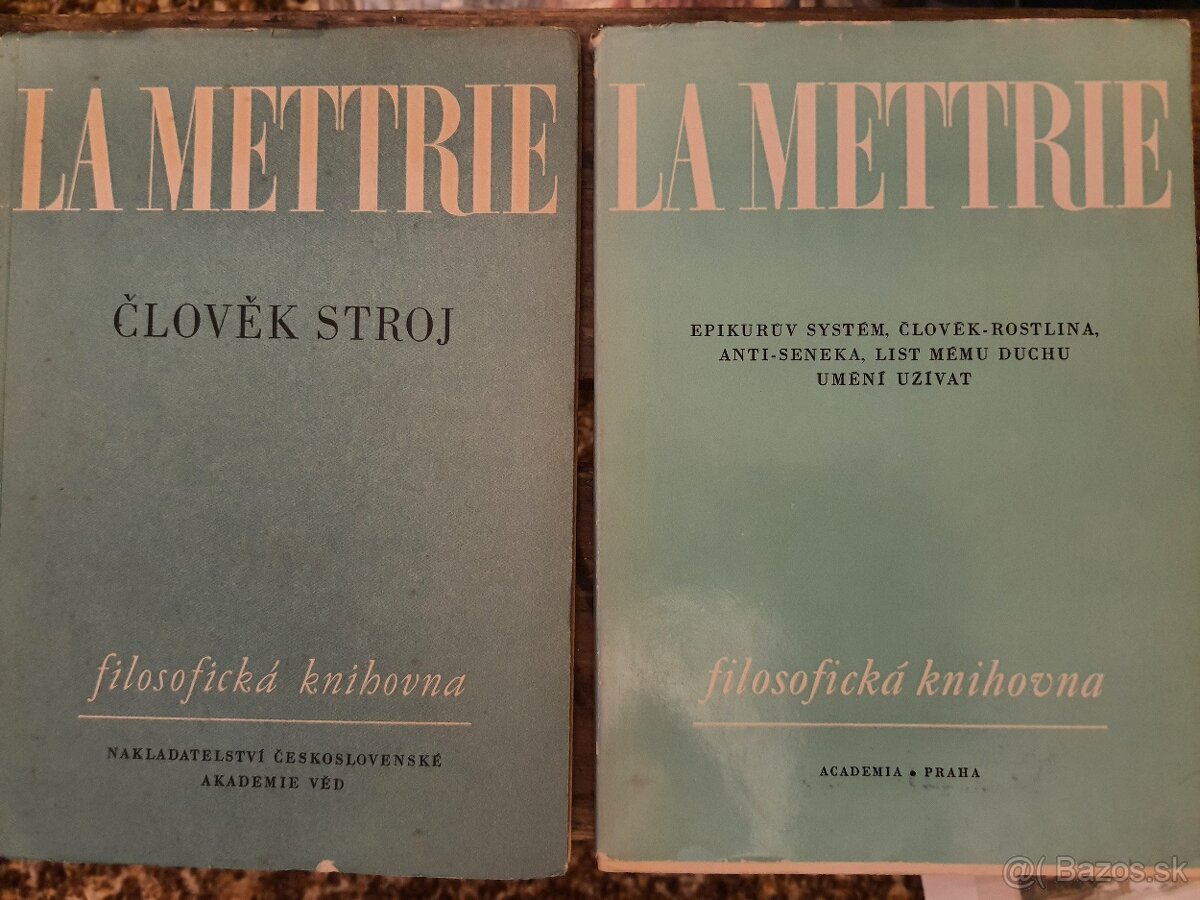 LA METTRIE
ČLOVĚK STROJ
filosofická knihovna
NAKLADATELSTVÍ ČESKOSLOVENSKÉ
AKADEMIE VĚD
LA METTRIE
EPIKURŮV SYSTÉM, ČLOVĚK-ROSTLINA,
ANTI-SENEKA, LIST MÉMU DUCHU
UMĚNÍ UŽÍVAT
filosofická knihovna
ACADEMIA • PRAHA
@( Bazos.sk